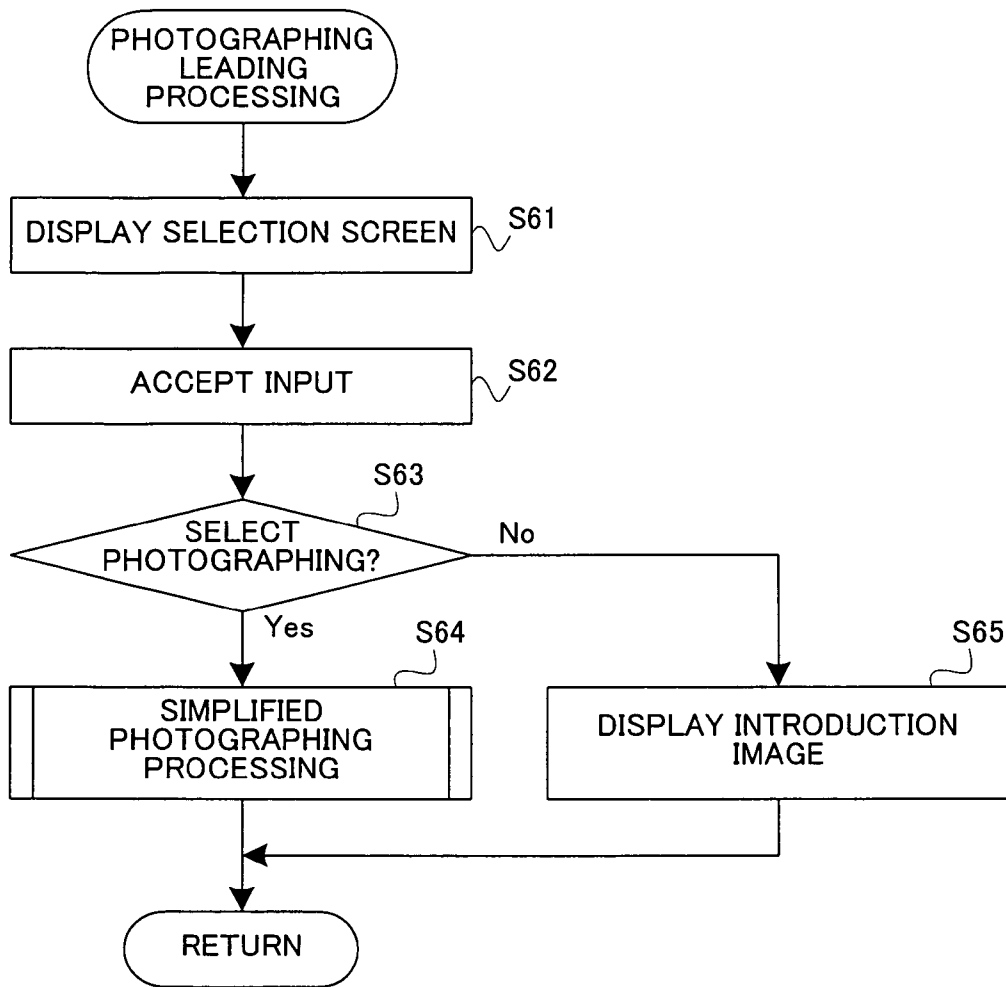 PHOTOGRAPHING
LEADING
PROCESSING
DISPLAY SELECTION SCREEN
S61
ACCEPT INPUT
S62
S63
SELECT
PHOTOGRAPHING?
No
Yes
S64
SIMPLIFIED
PHOTOGRAPHING
PROCESSING
S65
DISPLAY INTRODUCTION
IMAGE
RETURN